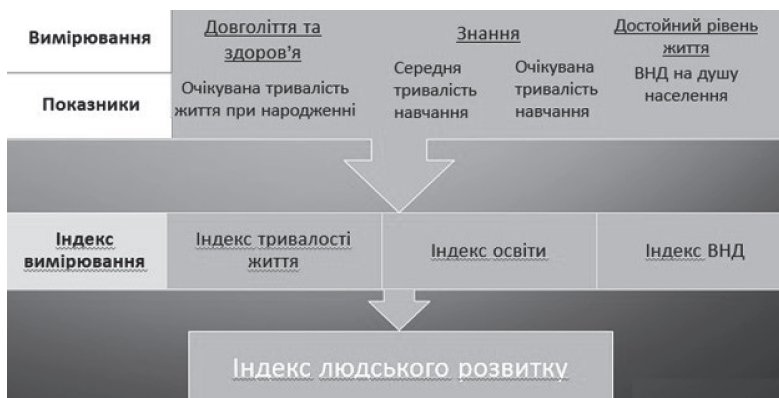 Вимірювання
Довголіття та
здоров'я
Знання
Достойний рівень
життя
Показники
Очікувана тривалість
життя при народженні
Середня
тривалість
навчання
Очікувана
тривалість
навчання
ВНД на душу
населення
Індекс
вимірювання
Індекс тривалості
життя
Індекс освіти
Індекс ВНД
Індекс людського розвитку